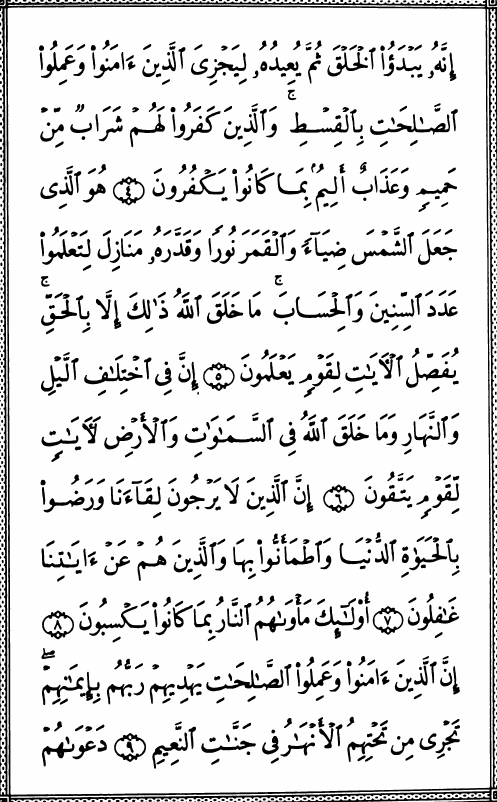 إِنَّهُۥ يَبْدَؤُا۟ ٱلْخَلْقَ ثُمَّ يُعِيدُهُۥ لِيَجْزِىَ ٱلَّذِينَ ءَامَنُوا۟ وَعَمِلُوا۟
ٱلصَّـٰلِحَـٰتِ بِٱلْقِسْطِ ۚ وَٱلَّذِينَ كَفَرُوا۟ لَهُمْ شَرَابٌ مِّنْ
حَمِيمٍ وَعَذَابٌ أَلِيمٌۢ بِمَا كَانُوا۟ يَكْفُرُونَ ﴿٤﴾ هُوَ ٱلَّذِى
جَعَلَ ٱلشَّمْسَ ضِيَآءً وَٱلْقَمَرَ نُورًا وَقَدَّرَهُۥ مَنَازِلَ لِتَعْلَمُوا۟
عَدَدَ ٱلسِّنِينَ وَٱلْحِسَابَ ۚ مَا خَلَقَ ٱللَّهُ ذَٰلِكَ إِلَّا بِٱلْحَقِّ ۚ
يُفَصِّلُ ٱلْـَٔايَـٰتِ لِقَوْمٍ يَعْلَمُونَ ﴿٥﴾ إِنَّ فِى ٱخْتِلَـٰفِ ٱلَّيْلِ
وَٱلنَّهَارِ وَمَا خَلَقَ ٱللَّهُ فِى ٱلسَّمَـٰوَٰتِ وَٱلْأَرْضِ لَـَٔايَـٰتٍ
لِّقَوْمٍ يَتَّقُونَ ﴿٦﴾ إِنَّ ٱلَّذِينَ لَا يَرْجُونَ لِقَآءَنَا وَرَضُوا۟
بِٱلْحَيَوٰةِ ٱلدُّنْيَا وَٱطْمَأَنُّوا۟ بِهَا وَٱلَّذِينَ هُمْ عَنْ ءَايَـٰتِنَا
غَـٰفِلُونَ ﴿٧﴾ أُو۟لَـٰٓئِكَ مَأْوَىٰهُمُ ٱلنَّارُ بِمَا كَانُوا۟ يَكْسِبُونَ ﴿٨﴾
إِنَّ ٱلَّذِينَ ءَامَنُوا۟ وَعَمِلُوا۟ ٱلصَّـٰلِحَـٰتِ يَهْدِيهِمْ رَبُّهُم بِإِيمَـٰنِهِمْ ۖ
تَجْرِى مِن تَحْتِهِمُ ٱلْأَنْهَـٰرُ فِى جَنَّـٰتِ ٱلنَّعِيمِ ﴿٩﴾ دَعْوَىٰهُمْ